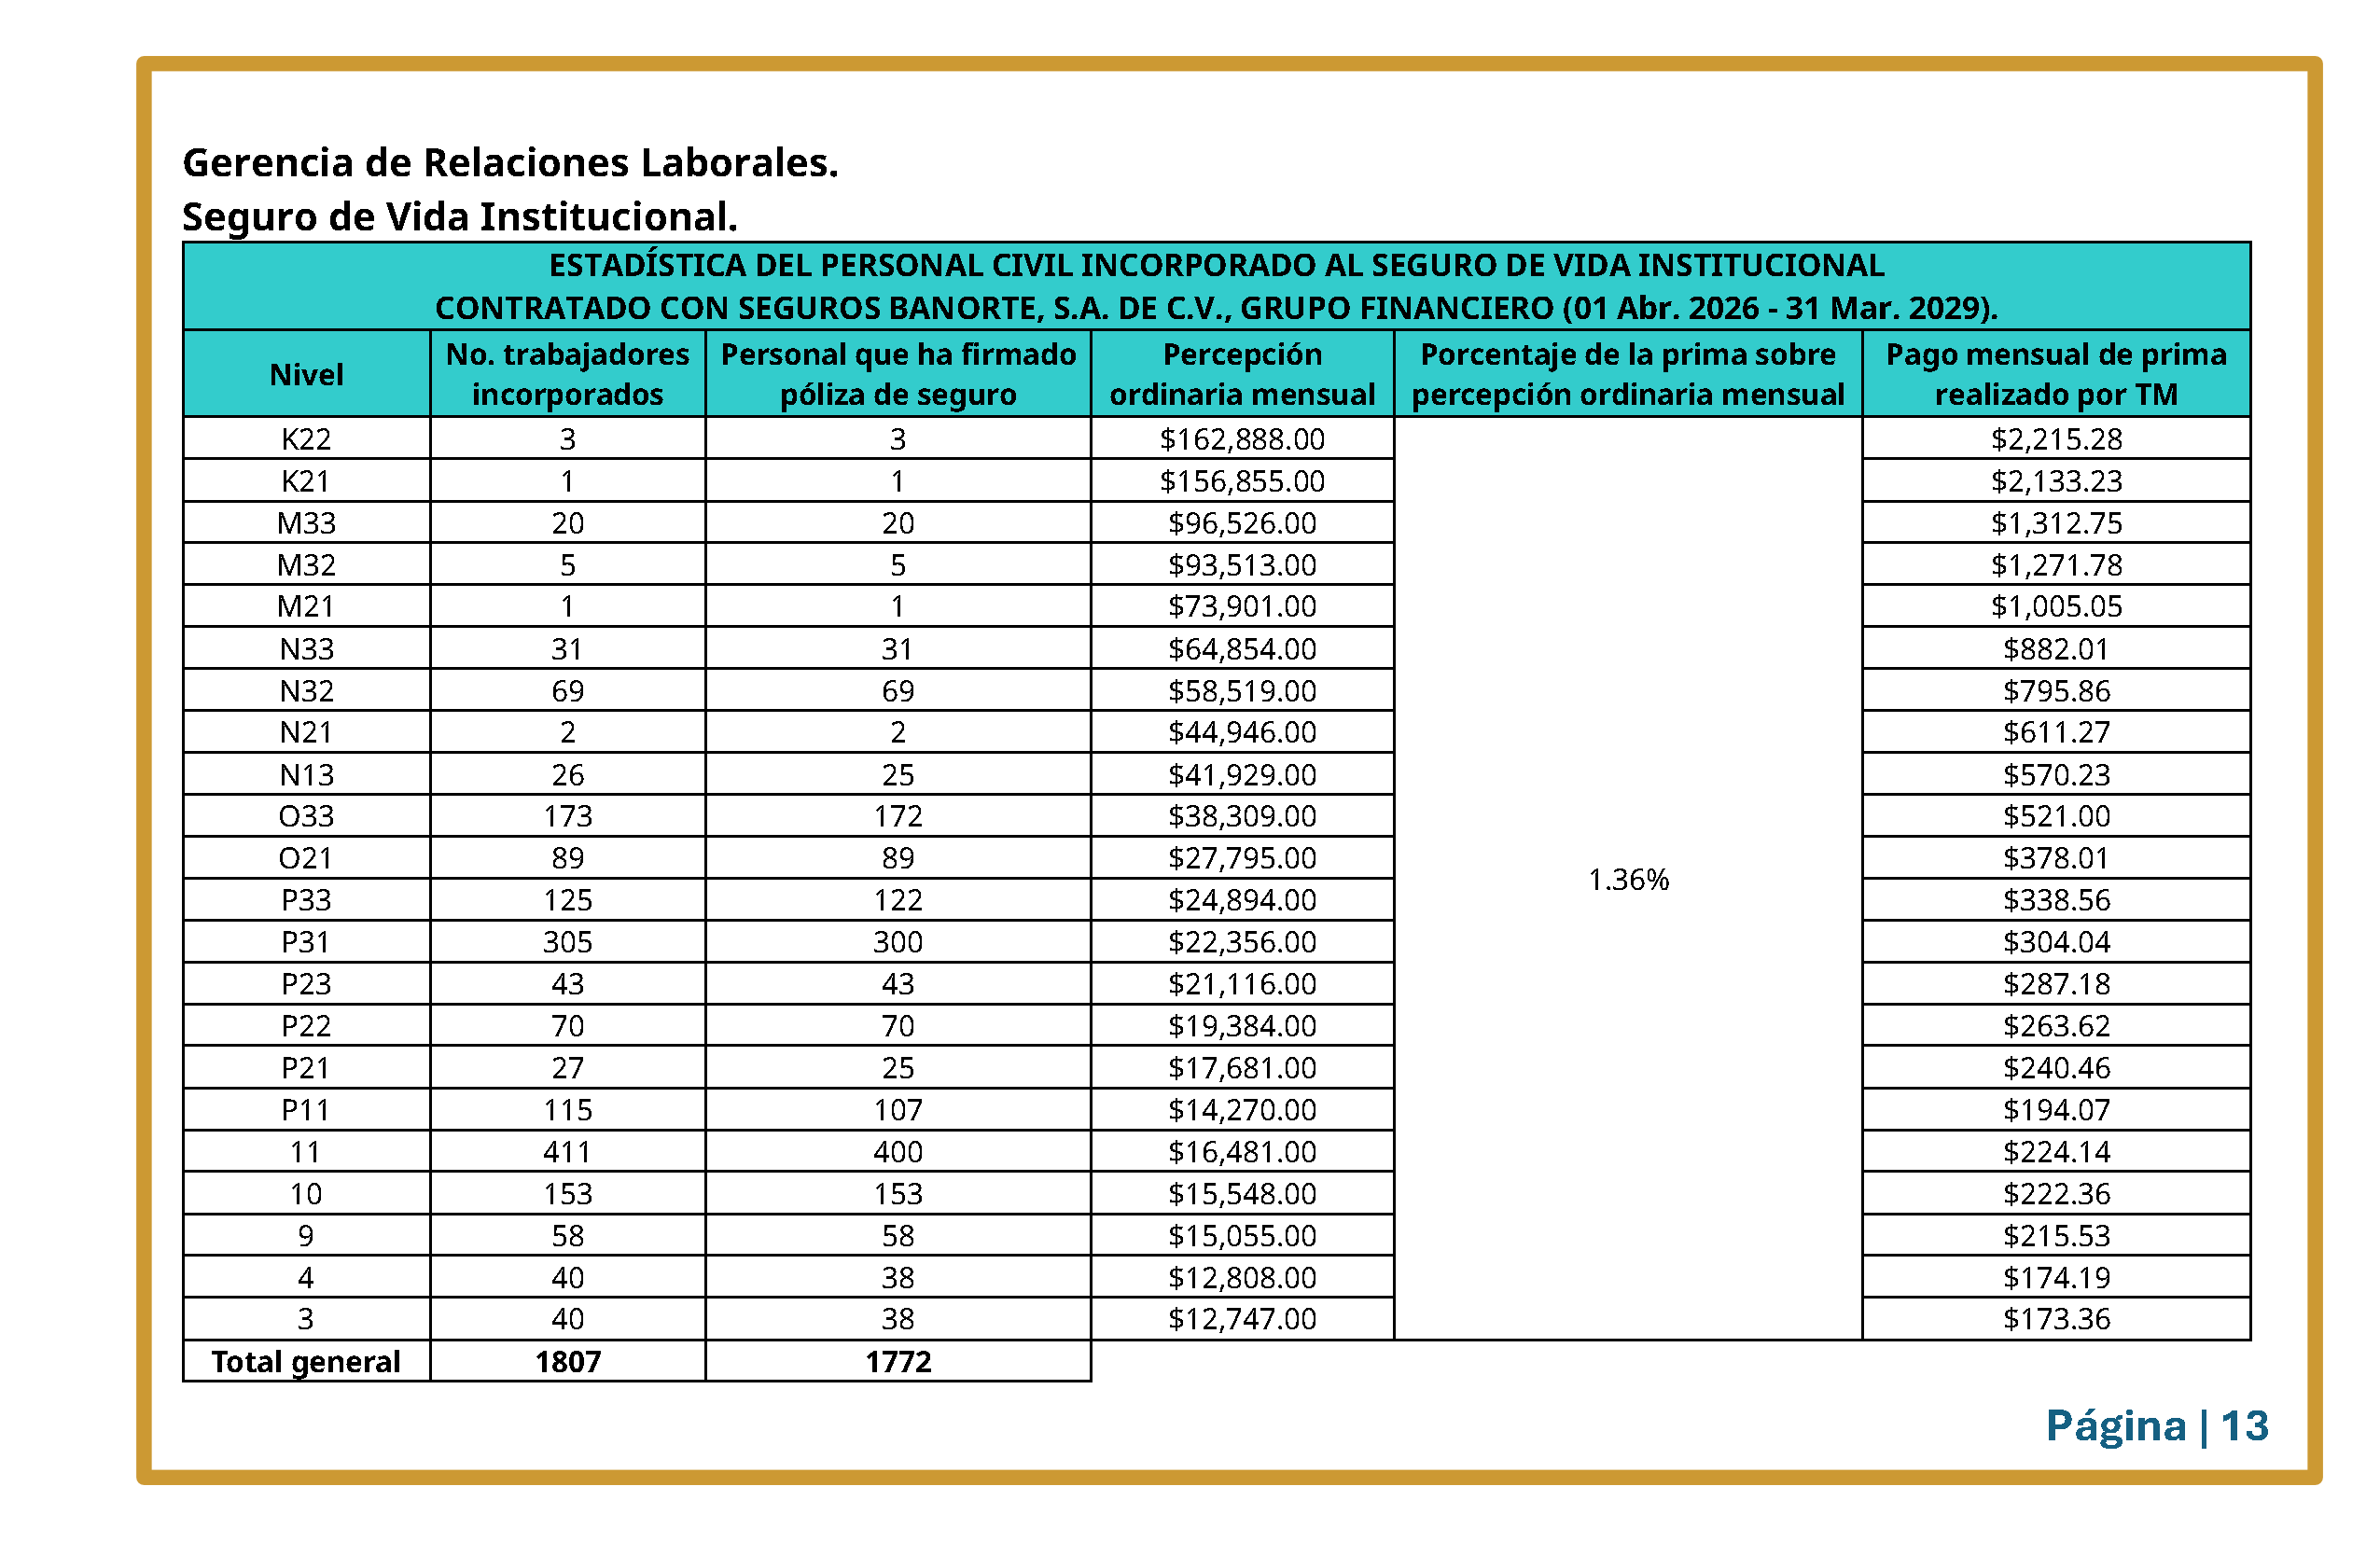 Gerencia de Relaciones Laborales.
Seguro de Vida Institucional.
ESTADÍSTICA DEL PERSONAL CIVIL INCORPORADO AL SEGURO DE VIDA INSTITUCIONAL
CONTRATADO CON SEGUROS BANORTE, S.A. DE C.V., GRUPO FINANCIERO (01 Abr. 2026 - 31 Mar. 2029).
Nivel No. trabajadores incorporados Personal que ha firmado póliza de seguro Percepción ordinaria mensual Porcentaje de la prima sobre percepción ordinaria mensual Pago mensual de prima realizado por TM
K22 3 3 $162,888.00 $2,215.28
K21 1 1 $156,855.00 $2,133.23
M33 20 20 $96,526.00 $1,312.75
M32 5 5 $93,513.00 $1,271.78
M21 1 1 $73,901.00 $1,005.05
N33 31 31 $64,854.00 $882.01
N32 69 69 $58,519.00 $795.86
N21 2 2 $44,946.00 $611.27
N13 26 25 $41,929.00 $570.23
O33 173 172 $38,309.00 $521.00
O21 89 89 $27,795.00 $378.01
1.36%
P33 125 122 $24,894.00 $338.56
P31 305 300 $22,356.00 $304.04
P23 43 43 $21,116.00 $287.18
P22 70 70 $19,384.00 $263.62
P21 27 25 $17,681.00 $240.46
P11 115 107 $14,270.00 $194.07
11 411 400 $16,481.00 $224.14
10 153 153 $15,548.00 $222.36
9 58 58 $15,055.00 $215.53
4 40 38 $12,808.00 $174.19
3 40 38 $12,747.00 $173.36
Total general 1807 1772
Página | 13